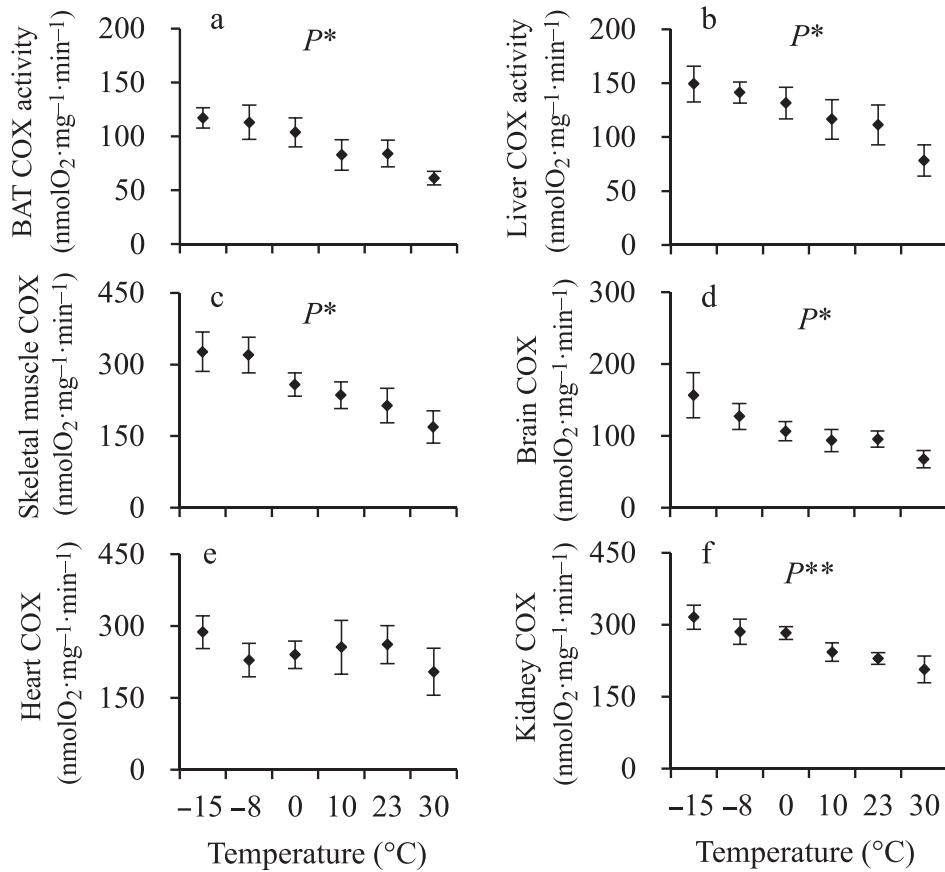 a
P*
BAT COX activity
(nmolO₂·mg⁻¹·min⁻¹)
200
150
100
50
0
b
P*
Liver COX activity
(nmolO₂·mg⁻¹·min⁻¹)
200
150
100
50
0
c
P*
Skeletal muscle COX
(nmolO₂·mg⁻¹·min⁻¹)
450
300
150
0
d
P*
Brain COX
(nmolO₂·mg⁻¹·min⁻¹)
300
200
100
0
e
Heart COX
(nmolO₂·mg⁻¹·min⁻¹)
450
300
150
0
−15 −8 0 10 23 30
Temperature (°C)
f
P**
Kidney COX
(nmolO₂·mg⁻¹·min⁻¹)
450
300
150
0
−15 −8 0 10 23 30
Temperature (°C)